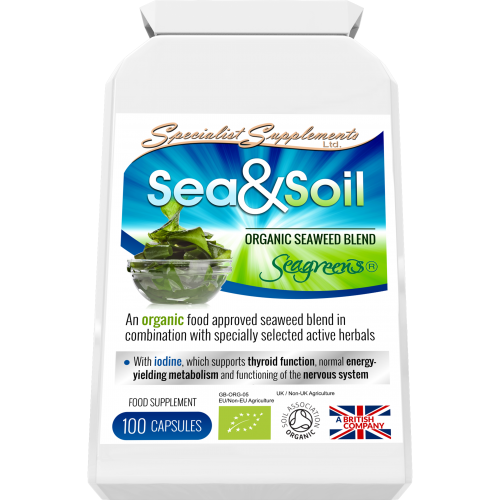 Specialist Supplements
Ltd.
Sea&Soil
ORGANIC SEAWEED BLEND
Seagreens®
An organic food approved seaweed blend in
combination with specially selected active herbals
• With iodine, which supports thyroid function, normal energy-
yielding metabolism and functioning of the nervous system
FOOD SUPPLEMENT
100 CAPSULES
GB-ORG-05
EU/Non-EU Agriculture
UK / Non-UK Agriculture
SOIL ASSOCIATION
ORGANIC
A BRITISH
COMPANY